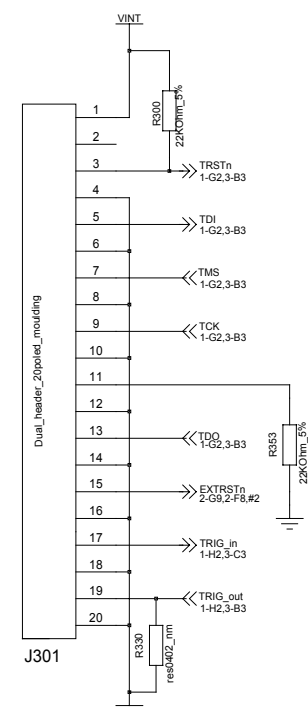 VINT
R300
22KOhm_5%
1
2
3
TRSTn
1-G2,3-B3
4
5
TDI
1-G2,3-B3
6
7
TMS
1-G2,3-B3
8
9
TCK
1-G2,3-B3
10
11
12
13
TDO
1-G2,3-B3
14
15
EXTRSTn
2-G9,2-F8,#2
16
17
TRIG_in
1-H2,3-C3
18
19
TRIG_out
1-H2,3-B3
20
Dual_header_20poled_moulding
R353
22KOhm_5%
R330
res0402_nm
J301